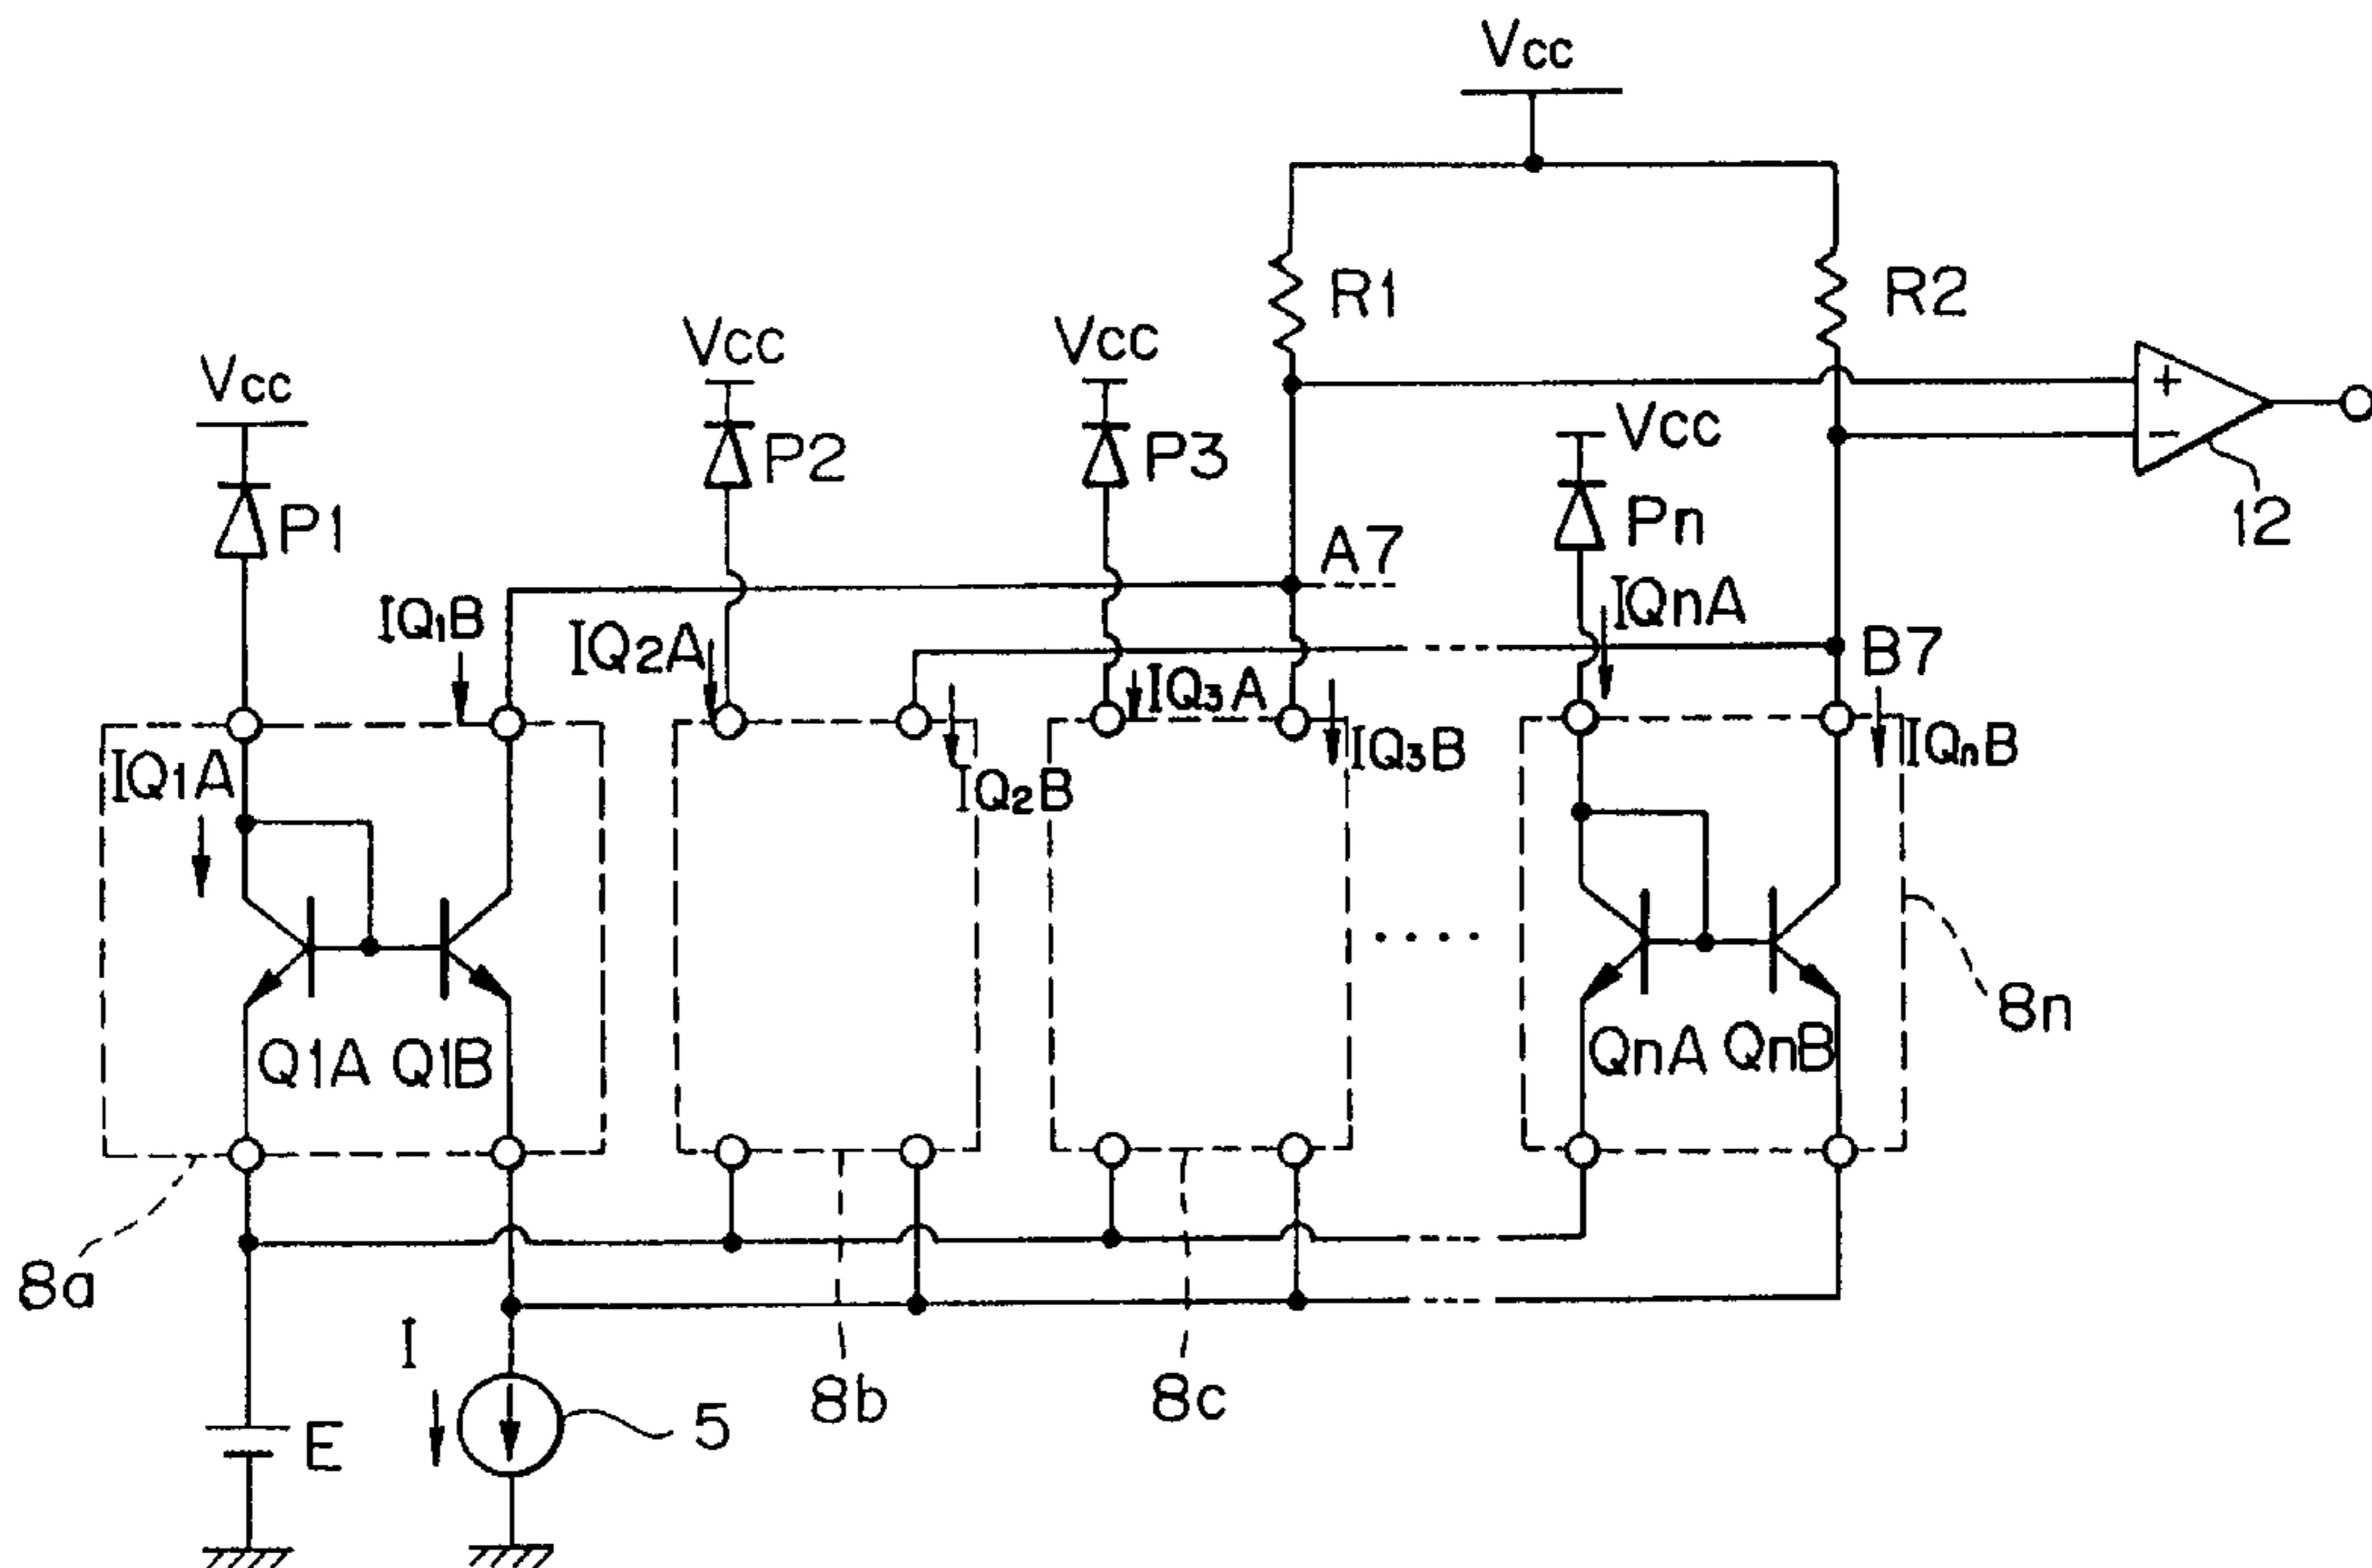 Vcc
Vcc
Vcc
Vcc
Vcc
R1
R2
+
−
12
P1
P2
P3
Pn
A7
B7
IQ1B
IQ2A
IQ3A
IQnA
IQ1A
IQ2B
IQ3B
IQnB
Q1A
Q1B
QnA
QnB
8n
8a
8b
8c
I
5
E